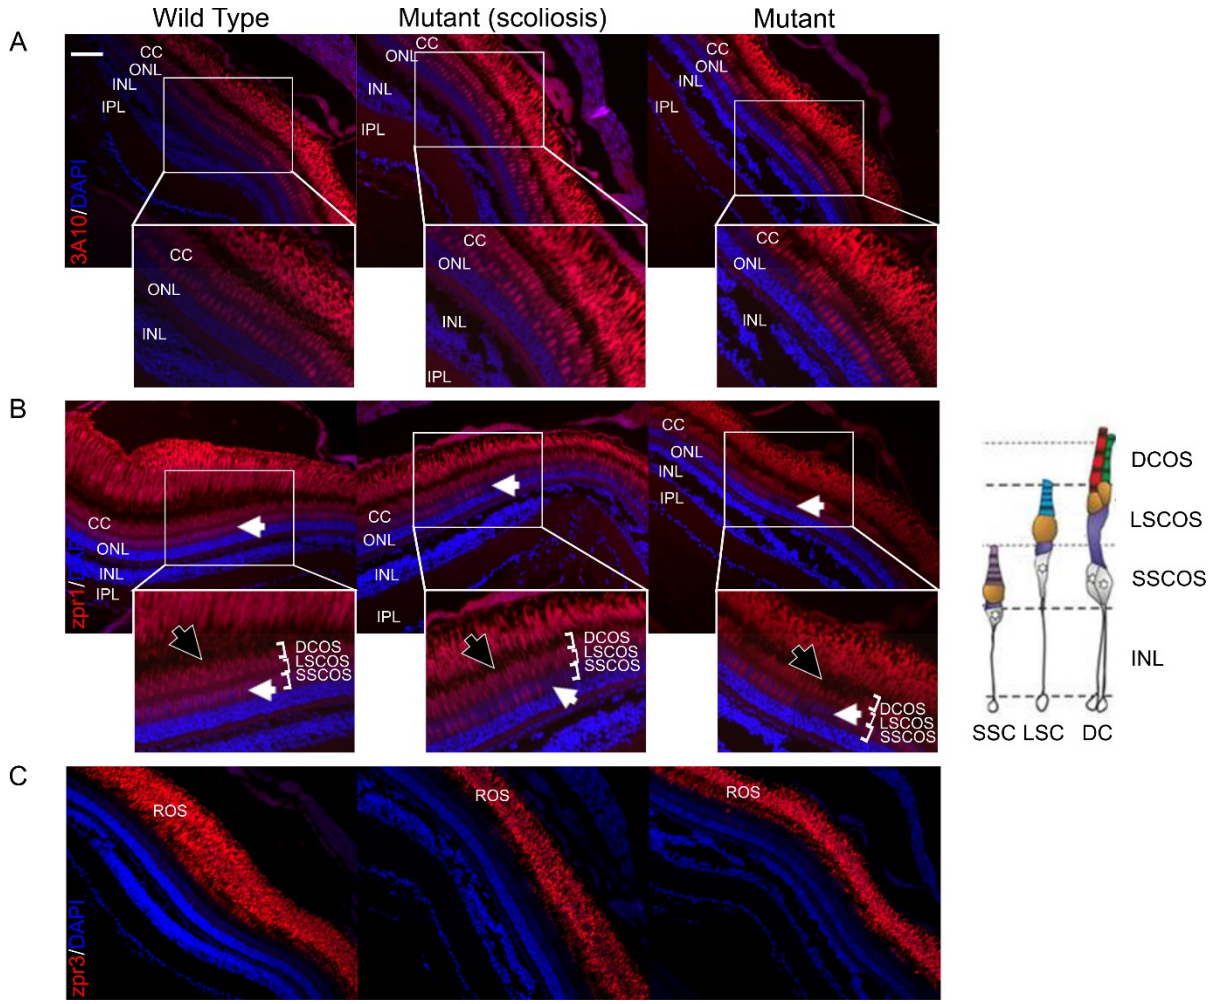 Wild Type
Mutant (scoliosis)
Mutant
A
CC
ONL
INL
IPL
3A10/DAPI
CC
ONL
INL
CC
ONL
INL
IPL
CC
ONL
INL
IPL
CC
ONL
INL
IPL
CC
ONL
INL
B
CC
ONL
INL
IPL
zpr1/DAPI
DCOS
LSCOS
SSCOS
CC
ONL
INL
IPL
DCOS
LSCOS
SSCOS
CC
ONL
INL
IPL
DCOS
LSCOS
SSCOS
DCOS
LSCOS
SSCOS
INL
SSC LSC DC
C
ROS
ROS
ROS
zpr3/DAPI